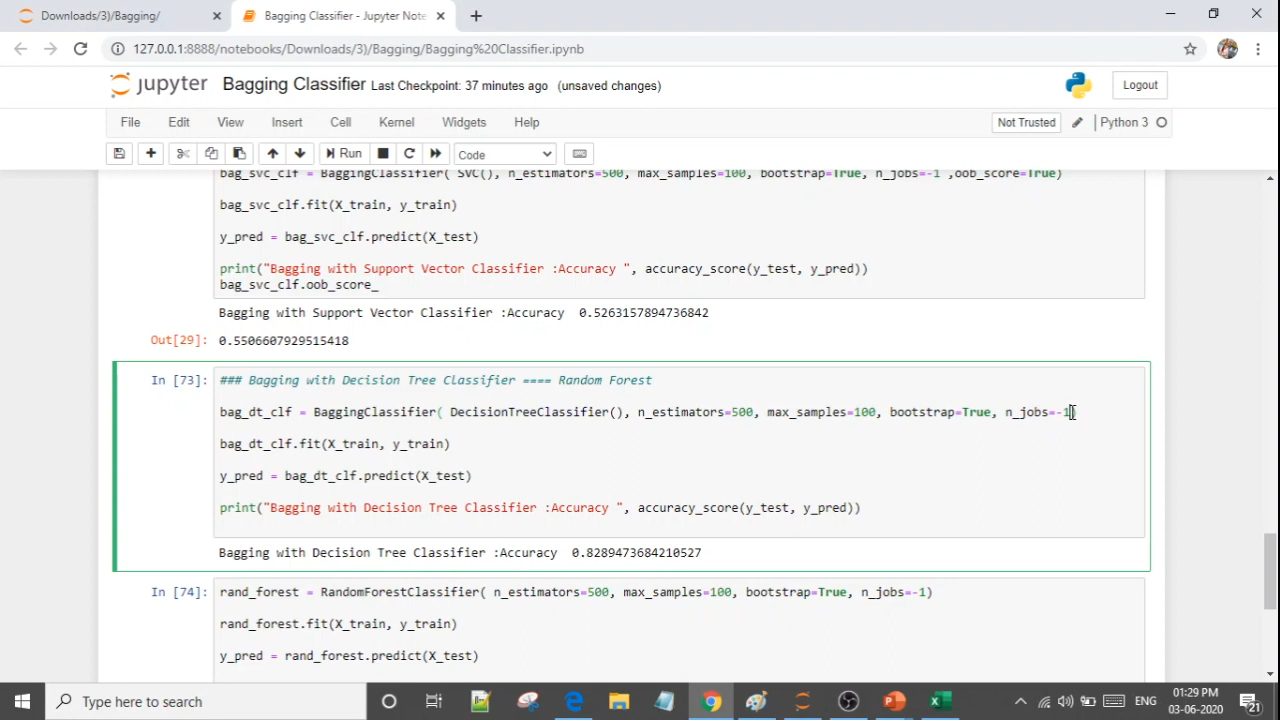 Downloads/3)/Bagging/
Bagging Classifier - Jupyter Note
127.0.0.1:8888/notebooks/Downloads/3)/Bagging/Bagging%20Classifier.ipynb
jupyter Bagging Classifier Last Checkpoint: 37 minutes ago (unsaved changes)
Logout
File Edit View Insert Cell Kernel Widgets Help
Not Trusted
Python 3
Run
Code
bag_svc_clf = BaggingClassifier( SVC(), n_estimators=500, max_samples=100, bootstrap=True, n_jobs=-1 ,oob_score=True)
bag_svc_clf.fit(X_train, y_train)
y_pred = bag_svc_clf.predict(X_test)
print("Bagging with Support Vector Classifier :Accuracy ", accuracy_score(y_test, y_pred))
bag_svc_clf.oob_score_
Bagging with Support Vector Classifier :Accuracy  0.5263157894736842
Out[29]: 0.5506607929515418
In [73]: ### Bagging with Decision Tree Classifier ==== Random Forest
bag_dt_clf = BaggingClassifier( DecisionTreeClassifier(), n_estimators=500, max_samples=100, bootstrap=True, n_jobs=-1)
bag_dt_clf.fit(X_train, y_train)
y_pred = bag_dt_clf.predict(X_test)
print("Bagging with Decision Tree Classifier :Accuracy ", accuracy_score(y_test, y_pred))
Bagging with Decision Tree Classifier :Accuracy  0.8289473684210527
In [74]: rand_forest = RandomForestClassifier( n_estimators=500, max_samples=100, bootstrap=True, n_jobs=-1)
rand_forest.fit(X_train, y_train)
y_pred = rand_forest.predict(X_test)
Type here to search
ENG
01:29 PM
03-06-2020
21